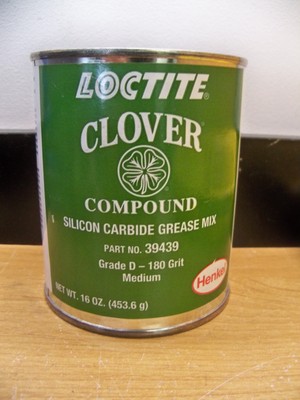 LOCTITE
CLOVER
COMPOUND
SILICON CARBIDE GREASE MIX
PART NO. 39439
Grade D – 180 Grit
Medium
Henkel
NET WT. 16 OZ. (453.6 g)